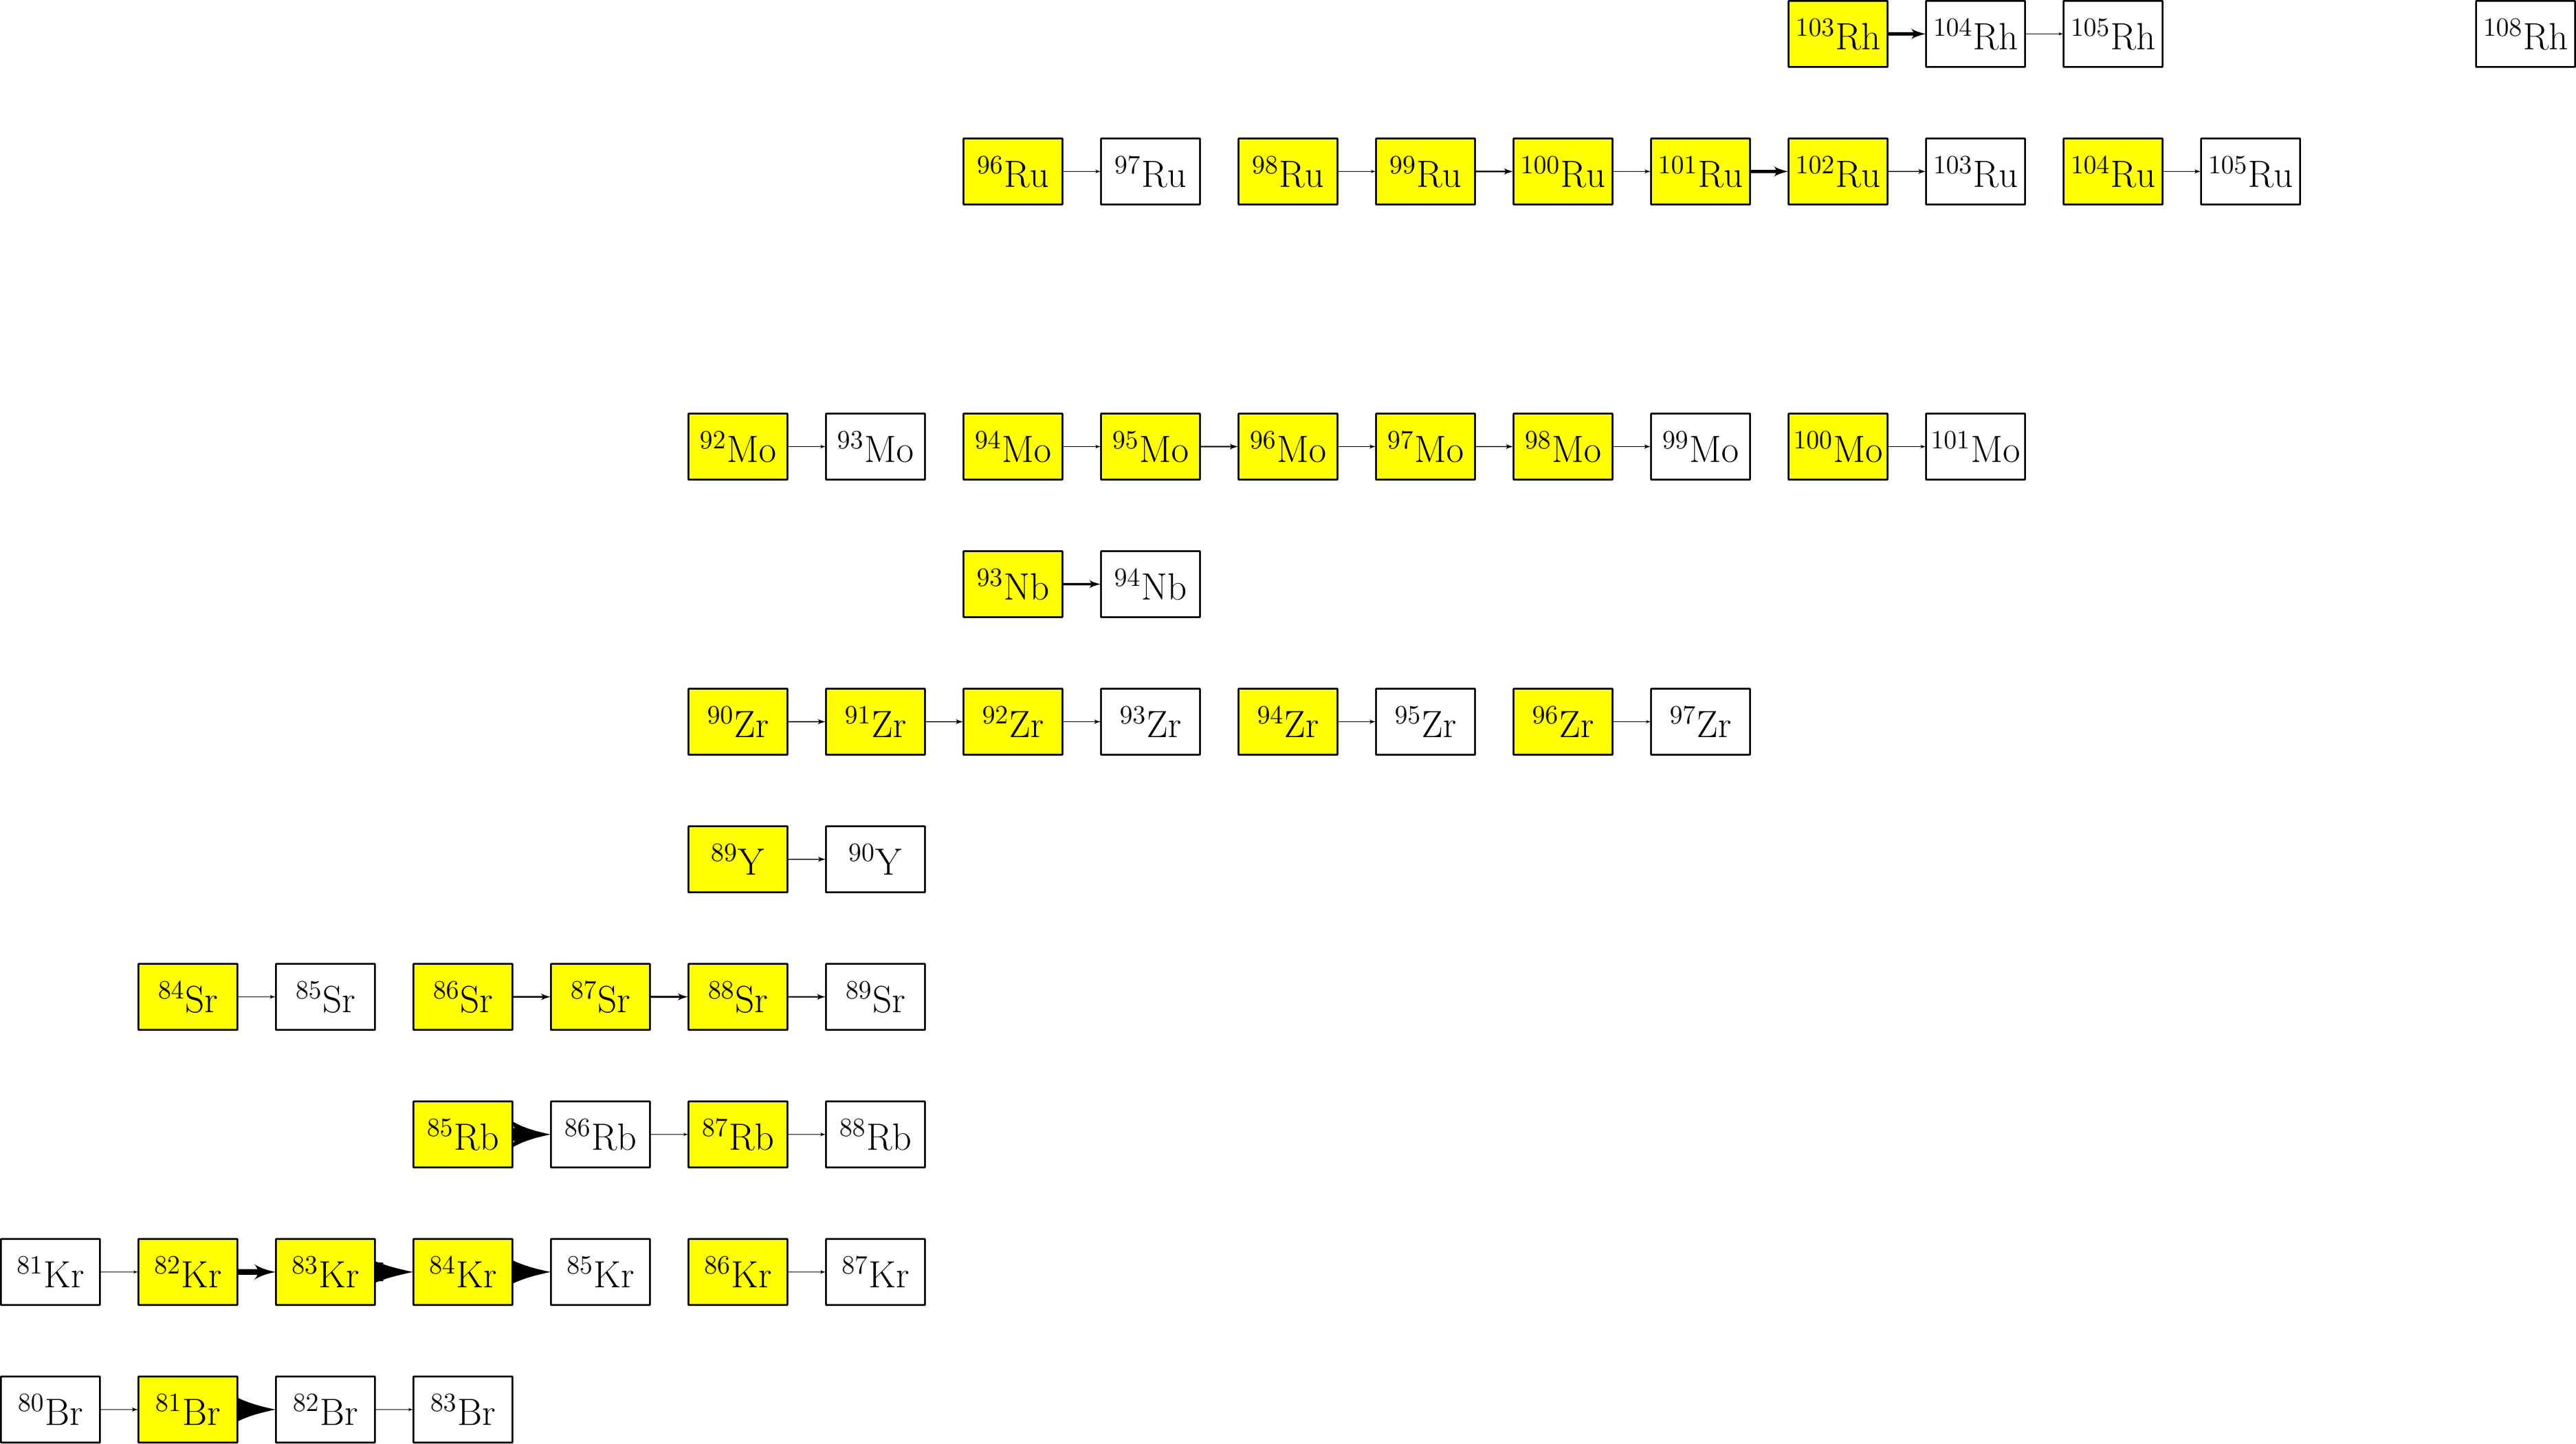 ¹⁰³Rh ¹⁰⁴Rh ¹⁰⁵Rh ¹⁰⁸Rh
⁹⁶Ru ⁹⁷Ru ⁹⁸Ru ⁹⁹Ru ¹⁰⁰Ru ¹⁰¹Ru ¹⁰²Ru ¹⁰³Ru ¹⁰⁴Ru ¹⁰⁵Ru
⁹²Mo ⁹³Mo ⁹⁴Mo ⁹⁵Mo ⁹⁶Mo ⁹⁷Mo ⁹⁸Mo ⁹⁹Mo ¹⁰⁰Mo ¹⁰¹Mo
⁹³Nb ⁹⁴Nb
⁹⁰Zr ⁹¹Zr ⁹²Zr ⁹³Zr ⁹⁴Zr ⁹⁵Zr ⁹⁶Zr ⁹⁷Zr
⁸⁹Y ⁹⁰Y
⁸⁴Sr ⁸⁵Sr ⁸⁶Sr ⁸⁷Sr ⁸⁸Sr ⁸⁹Sr
⁸⁵Rb ⁸⁶Rb ⁸⁷Rb ⁸⁸Rb
⁸¹Kr ⁸²Kr ⁸³Kr ⁸⁴Kr ⁸⁵Kr ⁸⁶Kr ⁸⁷Kr
⁸⁰Br ⁸¹Br ⁸²Br ⁸³Br